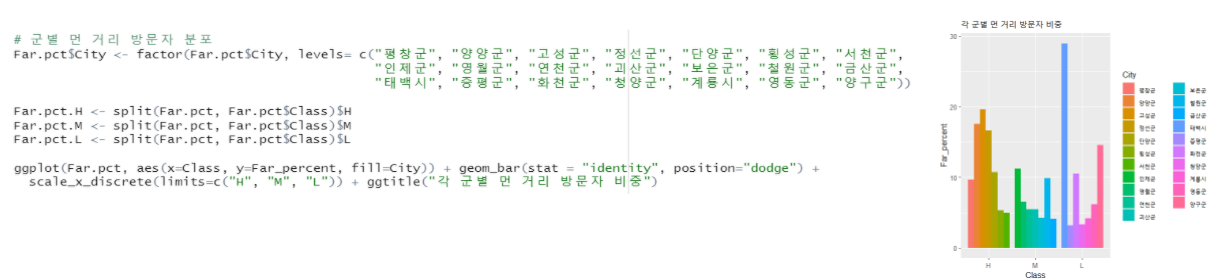 # 군별 먼 거리 방문자 분포
Far.pct$City <- factor(Far.pct$City, levels= c("평창군", "양양군", "고성군", "정선군", "단양군", "횡성군", "서천군",
"인제군", "영월군", "연천군", "괴산군", "보은군", "철원군", "금산군",
"태백시", "증평군", "화천군", "청양군", "계룡시", "영동군", "양구군"))
Far.pct.H <- split(Far.pct, Far.pct$Class)$H
Far.pct.M <- split(Far.pct, Far.pct$Class)$M
Far.pct.L <- split(Far.pct, Far.pct$Class)$L
ggplot(Far.pct, aes(x=Class, y=Far_percent, fill=City)) + geom_bar(stat = "identity", position="dodge") +
scale_x_discrete(limits=c("H", "M", "L")) + ggtitle("각 군별 먼 거리 방문자 비중")
각 군별 먼 거리 방문자 비중
30
20
10
0
Far_percent
H M L
Class
City
평창군 보은군
양양군 철원군
고성군 금산군
정선군 태백시
단양군 증평군
횡성군 화천군
서천군 청양군
인제군 계룡시
영월군 영동군
연천군 양구군
괴산군